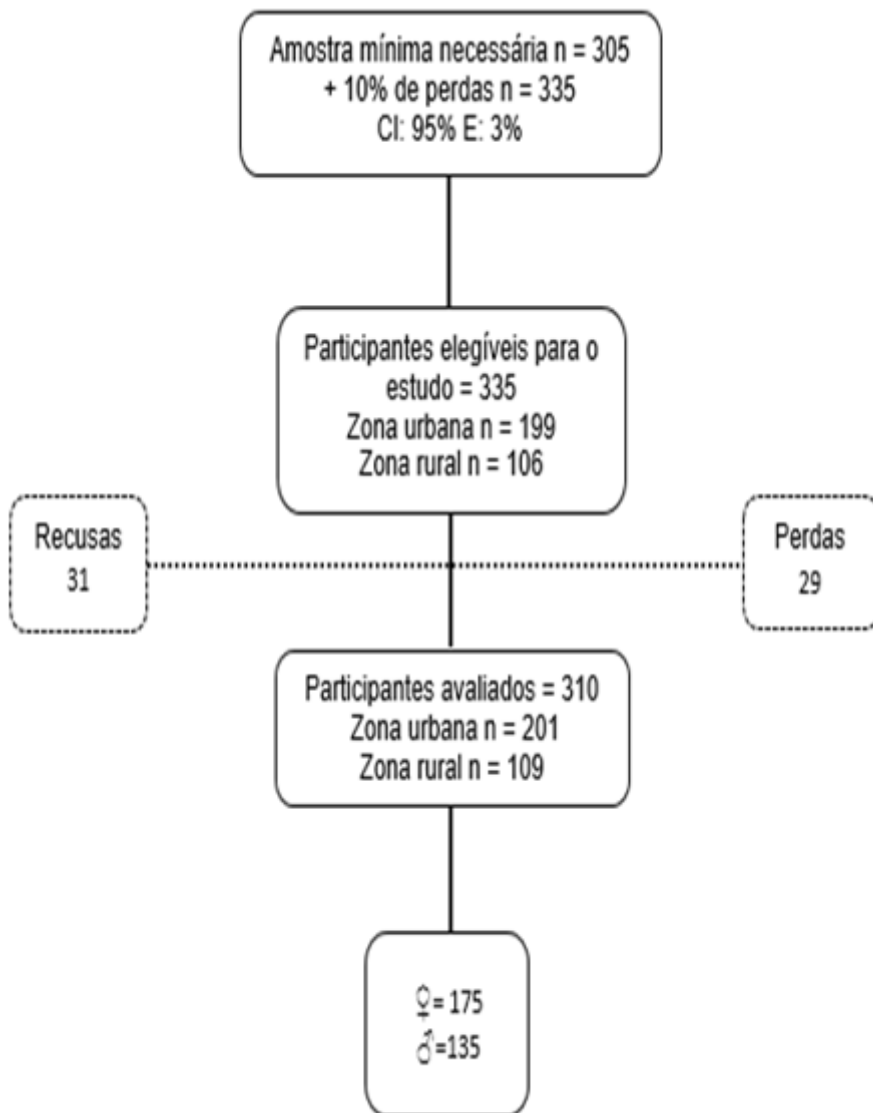 Amostra mínima necessária n = 305
+ 10% de perdas n = 335
CI: 95% E: 3%
Participantes elegíveis para o
estudo = 335
Zona urbana n = 199
Zona rural n = 106
Recusas
31
Perdas
29
Participantes avaliados = 310
Zona urbana n = 201
Zona rural n = 109
♀= 175
♂=135